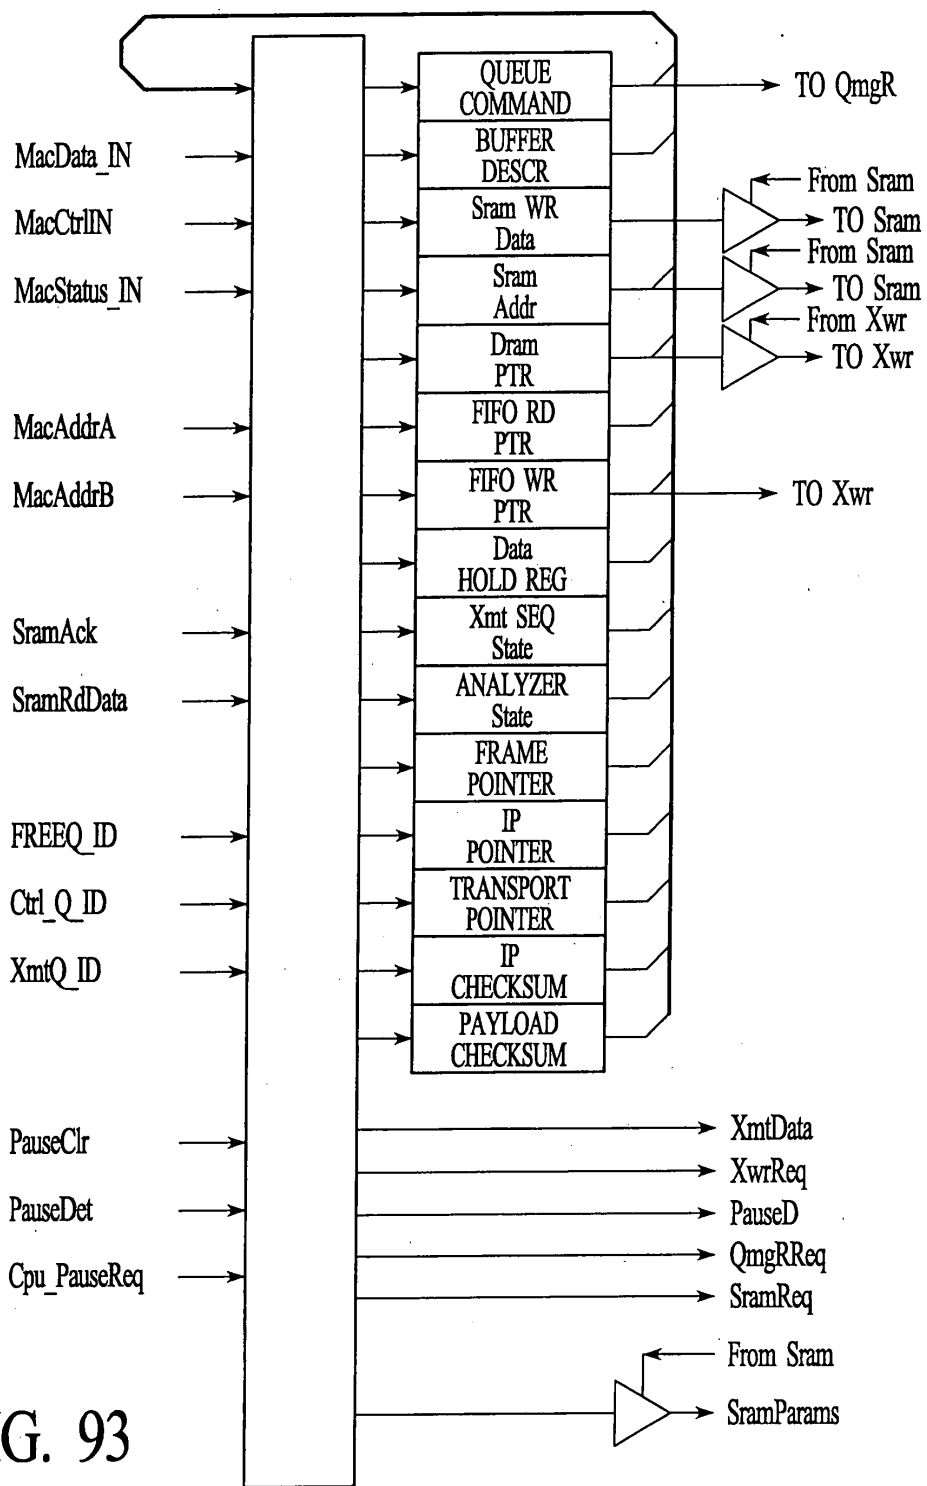 QUEUE
COMMAND
TO QmgR
BUFFER
DESCR
MacData_IN
From Sram
Sram WR
Data
MacCtrlIN
TO Sram
From Sram
Sram
Addr
MacStatus_IN
TO Sram
From Xwr
Dram
PTR
TO Xwr
FIFO RD
PTR
MacAddrA
FIFO WR
PTR
MacAddrB
TO Xwr
Data
HOLD REG
Xmt SEQ
State
SramAck
ANALYZER
State
SramRdData
FRAME
POINTER
IP
POINTER
FREEQ_ID
TRANSPORT
POINTER
Ctrl_Q_ID
IP
CHECKSUM
XmtQ_ID
PAYLOAD
CHECKSUM
PauseClr
XmtData
XwrReq
PauseDet
PauseD
QmgRReq
Cpu_PauseReq
SramReq
From Sram
SramParams
G. 93